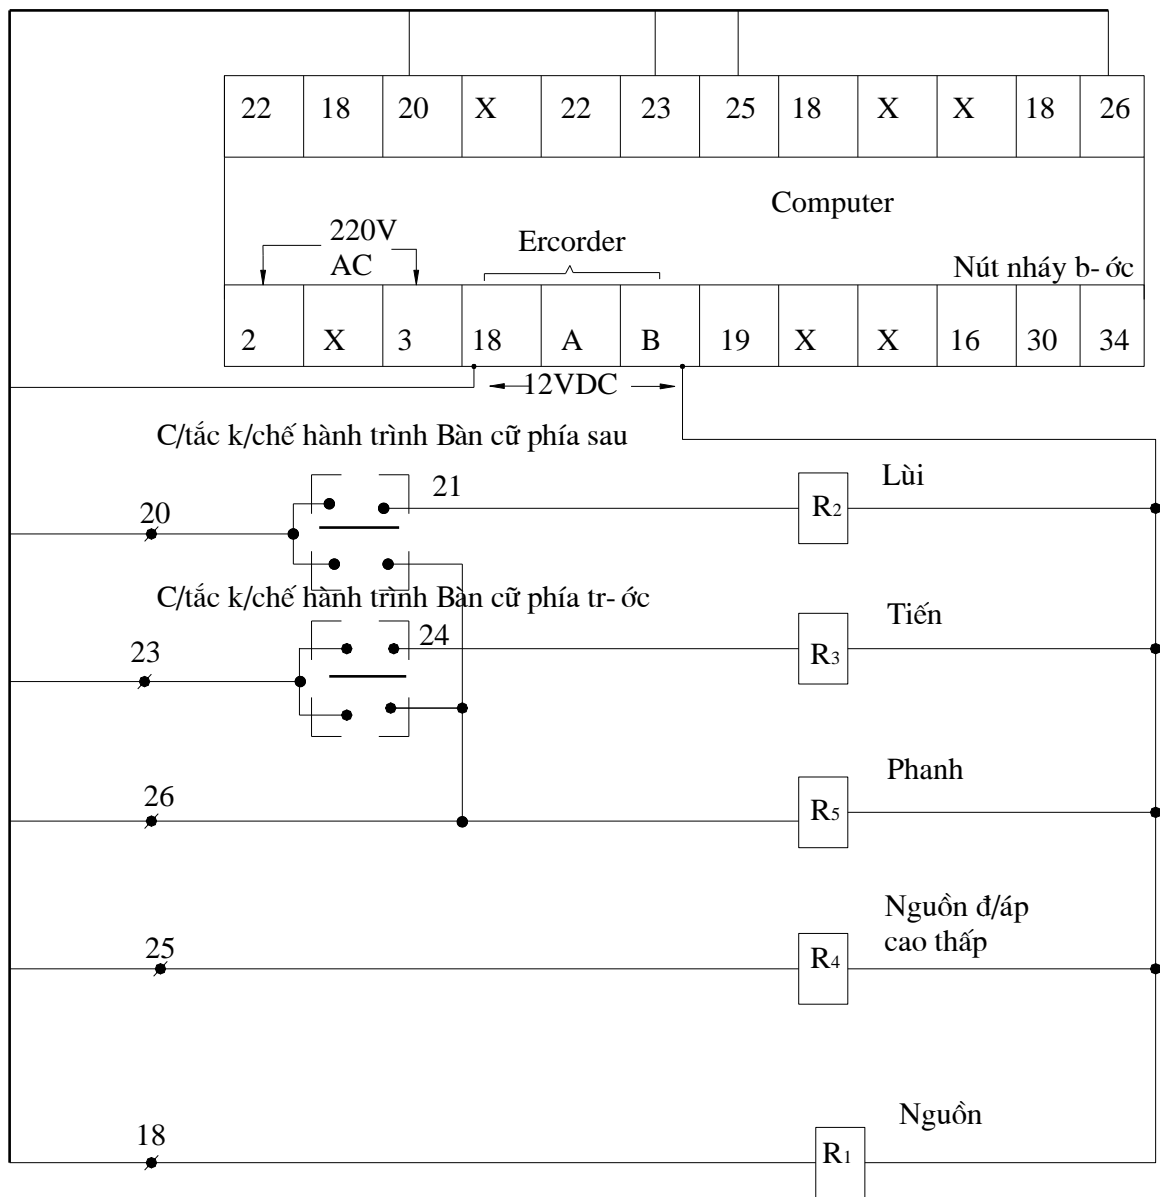 22 18 20 X 22 23 25 18 X X 18 26
Computer
220V
AC
Ercorder
Nút nháy b- ớc
2 X 3 18 A B 19 X X 16 30 34
12VDC
C/tắc k/chế hành trình Bàn cữ phía sau
20
21
R2
Lùi
C/tắc k/chế hành trình Bàn cữ phía tr- ớc
23
24
R3
Tiến
26
R5
Phanh
25
R4
Nguồn đ/áp
cao thấp
18
R1
Nguồn